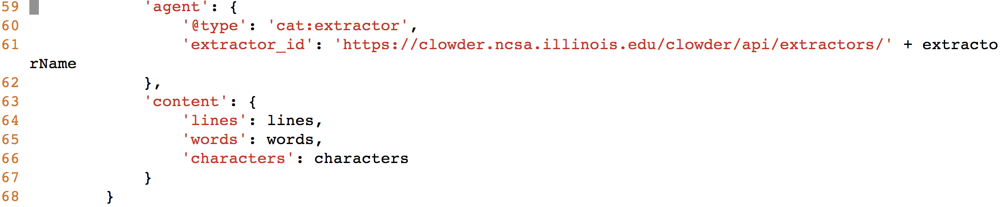 59 'agent': {
60 '@type': 'cat:extractor',
61 'extractor_id': 'https://clowder.ncsa.illinois.edu/clowder/api/extractors/' + extracto
rName
62 },
63 'content': {
64 'lines': lines,
65 'words': words,
66 'characters': characters
67 }
68 }